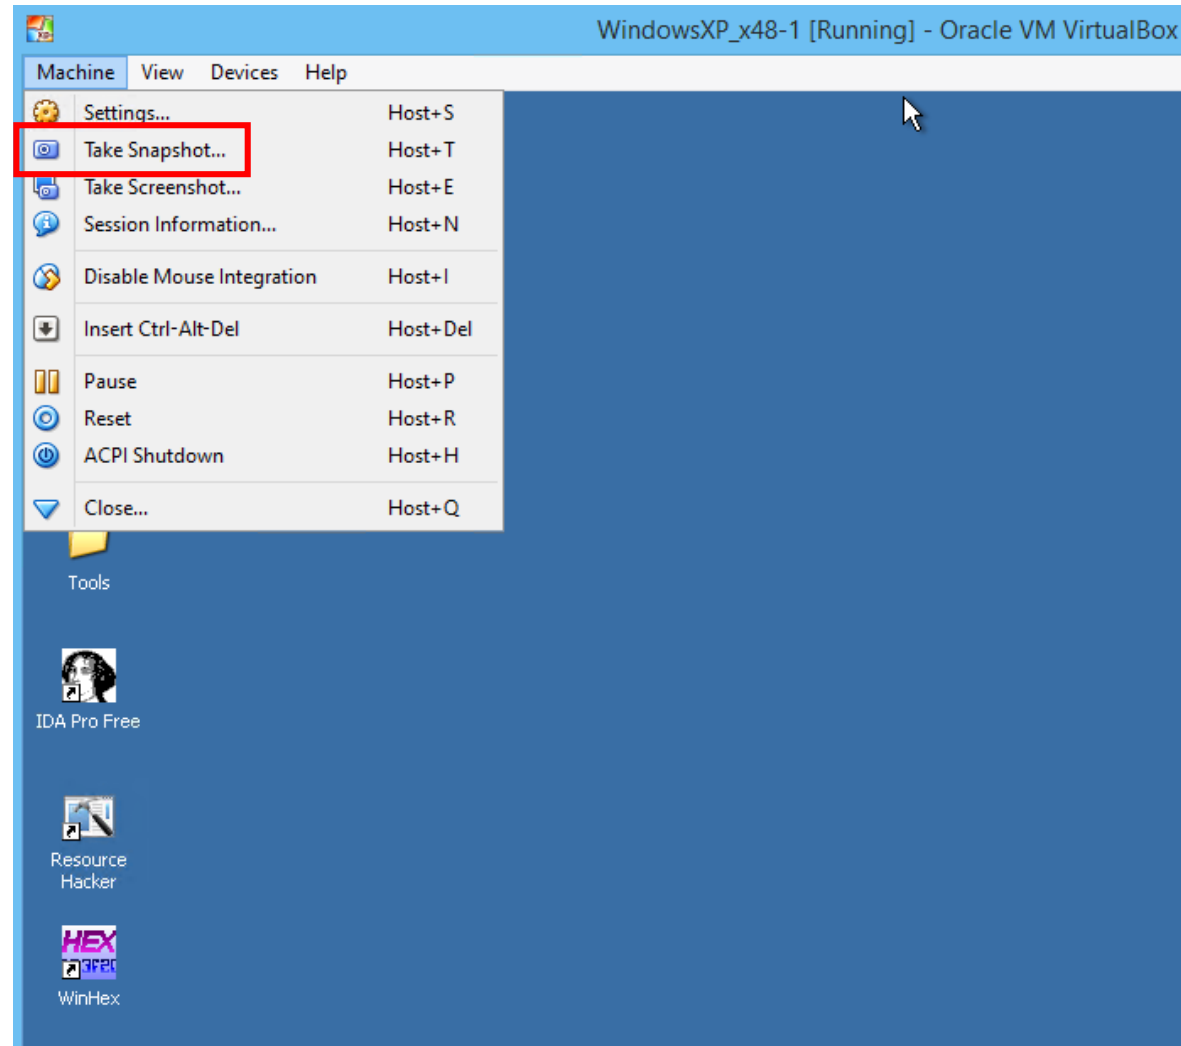 WindowsXP_x48-1 [Running] - Oracle VM VirtualBox
Machine View Devices Help
Settings... Host+S
Take Snapshot... Host+T
Take Screenshot... Host+E
Session Information... Host+N
Disable Mouse Integration Host+I
Insert Ctrl-Alt-Del Host+Del
Pause Host+P
Reset Host+R
ACPI Shutdown Host+H
Close... Host+Q
Tools
IDA Pro Free
Resource
Hacker
HEX
WinHex